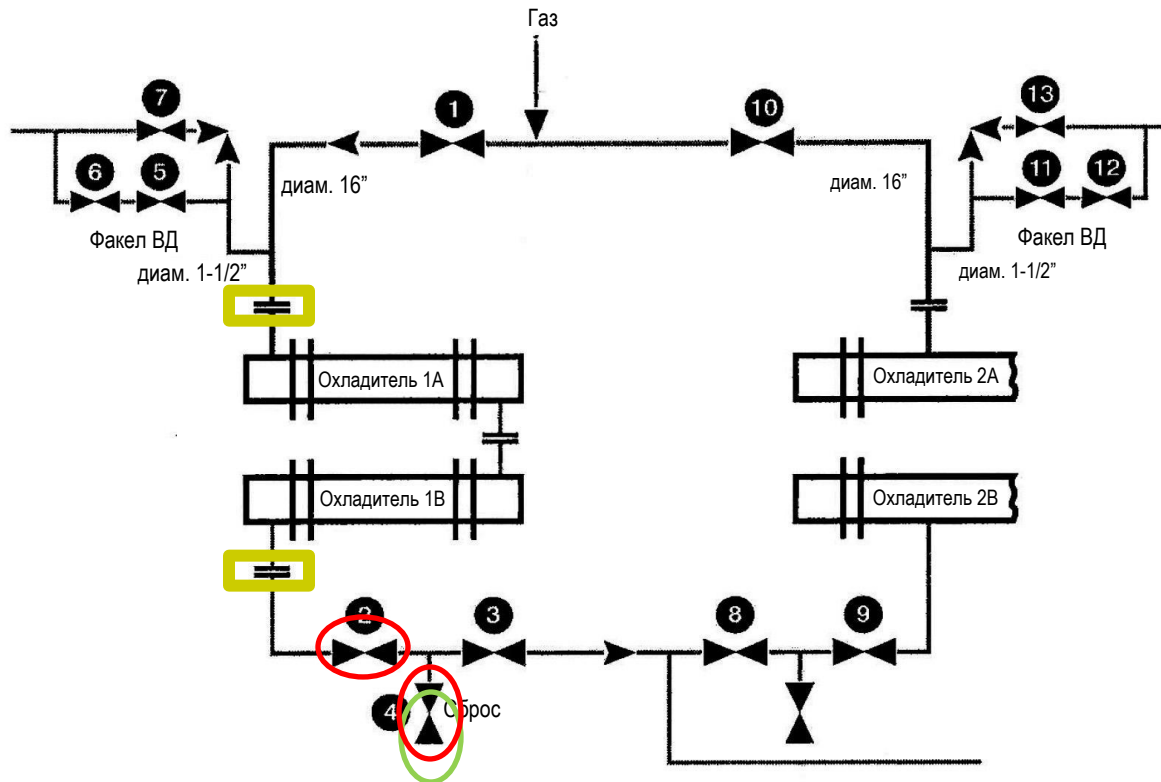 Газ
7
1
10
13
диам. 16”
диам. 16”
6
5
11
12
Факел ВД
Факел ВД
диам. 1-1/2”
диам. 1-1/2”
Охладитель 1А
Охладитель 2А
Охладитель 1В
Охладитель 2В
2
3
8
9
4
Сброс